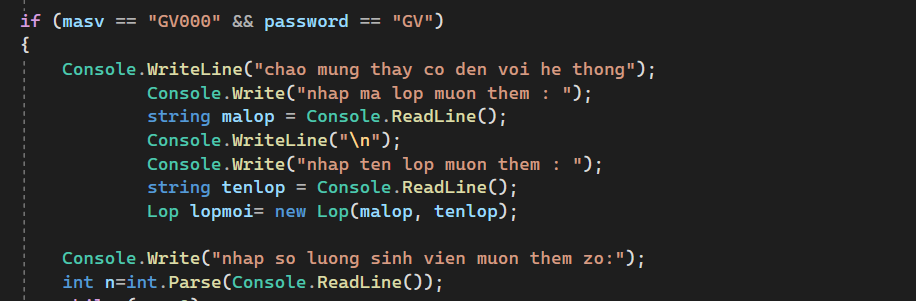 if (masv == "GV000" && password == "GV")
{
Console.WriteLine("chao mung thay co den voi he thong");
Console.Write("nhap ma lop muon them : ");
string malop = Console.ReadLine();
Console.WriteLine("\n");
Console.Write("nhap ten lop muon them : ");
string tenlop = Console.ReadLine();
Lop lopmoi= new Lop(malop, tenlop);
Console.Write("nhap so luong sinh vien muon them zo:");
int n=int.Parse(Console.ReadLine());